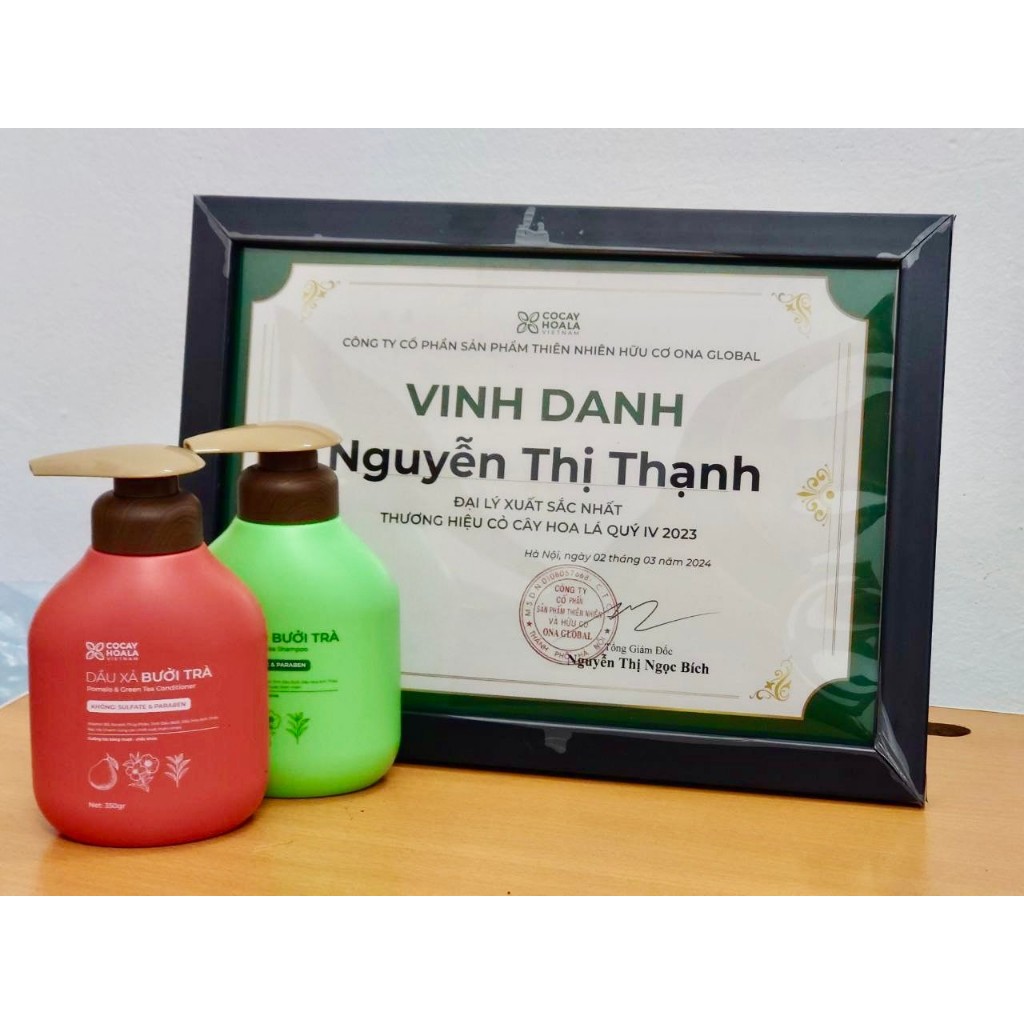 COCAY
HOALA
VIETNAM
CÔNG TY CỔ PHẦN SẢN PHẨM THIÊN NHIÊN HỮU CƠ ONA GLOBAL
VINH DANH
Nguyễn Thị Thạnh
ĐẠI LÝ XUẤT SẮC NHẤT
THƯƠNG HIỆU CỎ CÂY HOA LÁ QUÝ IV 2023
Hà Nội, ngày 02 tháng 03 năm 2024
CÔNG TY
CỔ PHẦN
SẢN PHẨM THIÊN NHIÊN
VÀ HỮU CƠ
ONA GLOBAL
Tổng Giám Đốc
Nguyễn Thị Ngọc Bích
COCAY
HOALA
VIETNAM
DẦU XẢ BƯỞI TRÀ
Pomelo & Green Tea Conditioner
KHÔNG SULFATE & PARABEN
Net: 350gr
BƯỞI TRÀ
Shampoo
& PARABEN